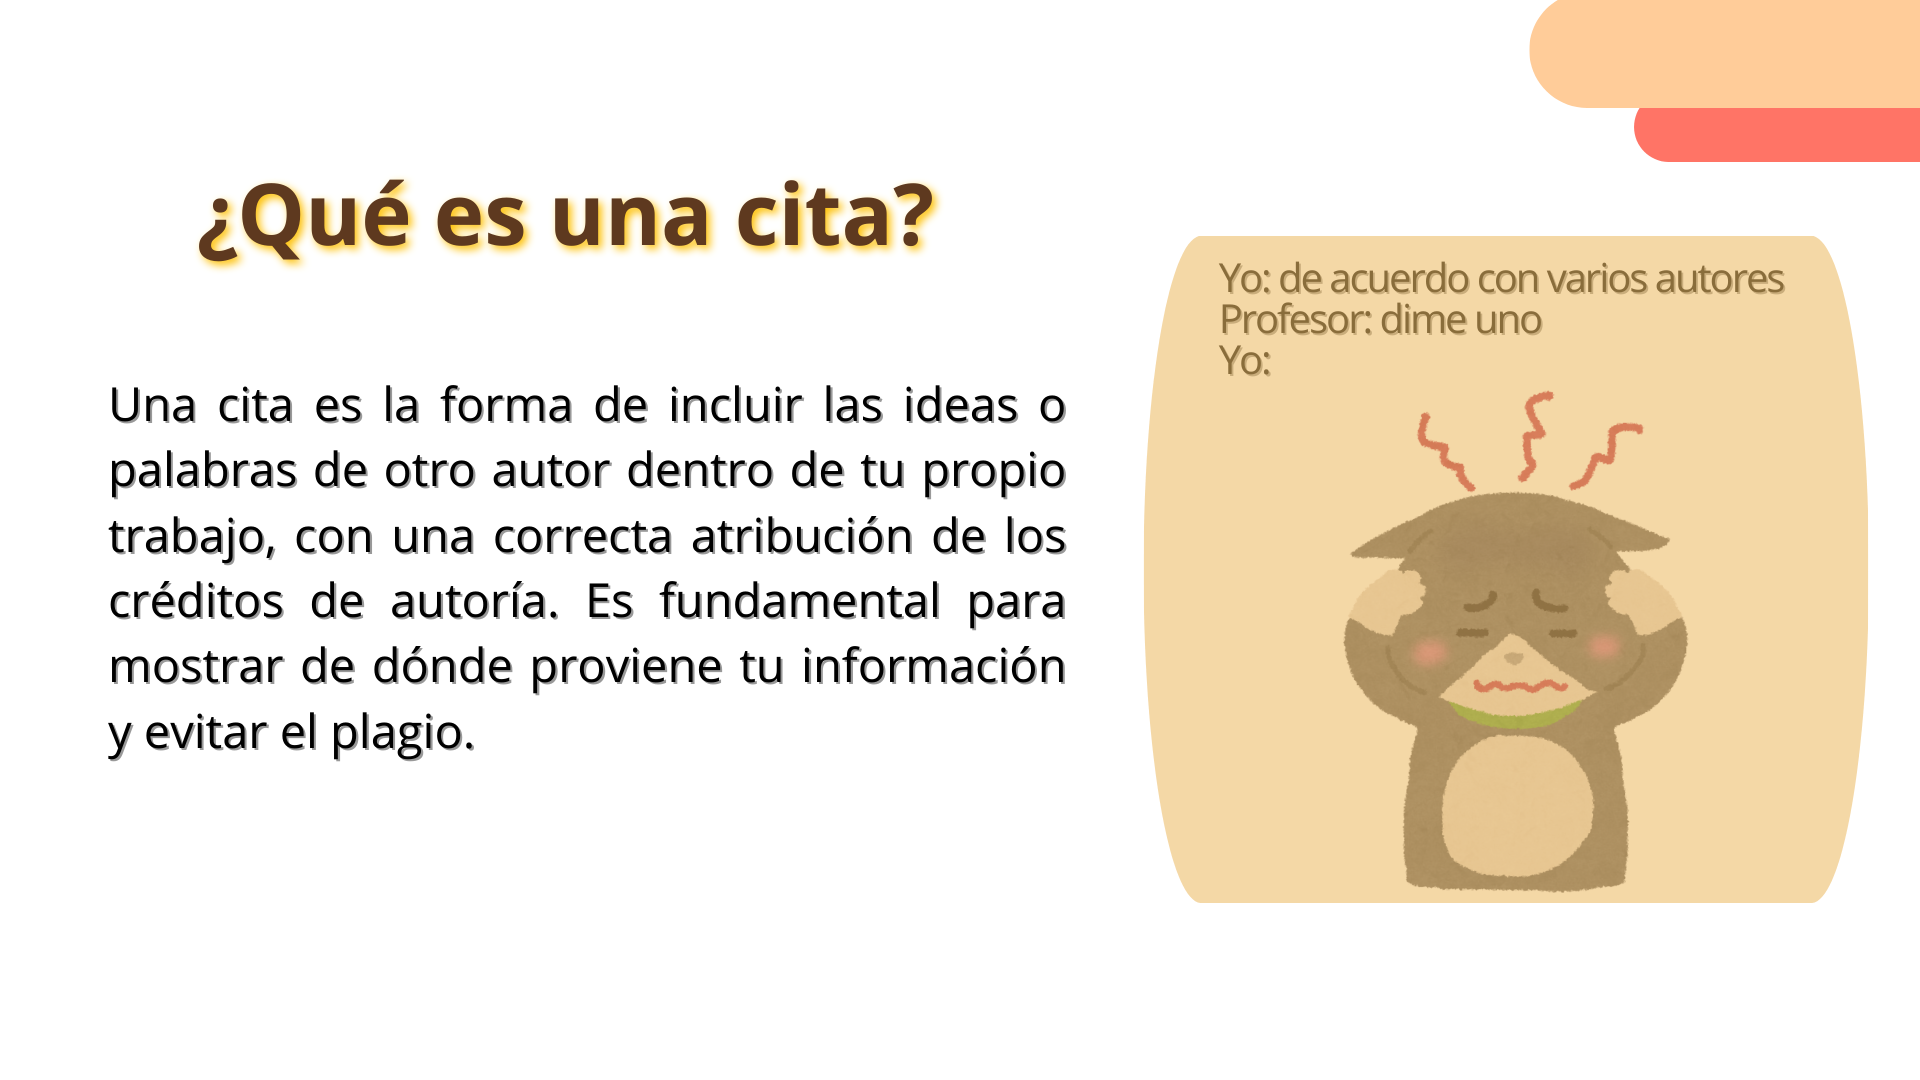 ¿Qué es una cita?
Una cita es la forma de incluir las ideas o
palabras de otro autor dentro de tu propio
trabajo, con una correcta atribución de los
créditos de autoría. Es fundamental para
mostrar de dónde proviene tu información
y evitar el plagio.
Yo: de acuerdo con varios autores
Profesor: dime uno
Yo: